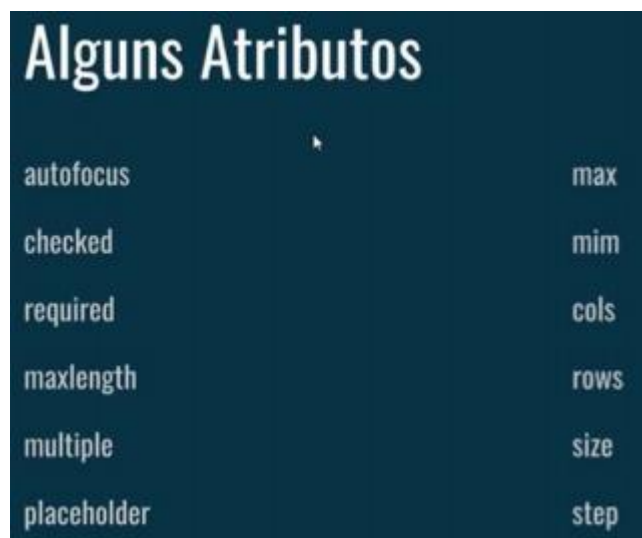 Alguns Atributos
autofocus
checked
required
maxlength
multiple
placeholder
max
mim
cols
rows
size
step